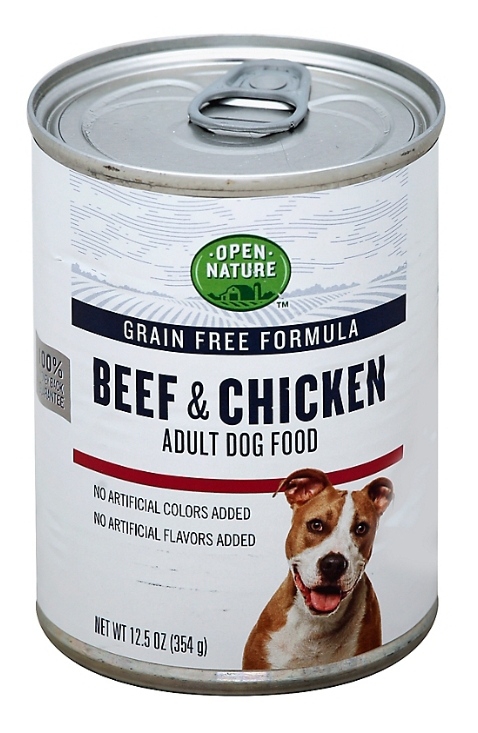 ·OPEN·
NATURE™
GRAIN FREE FORMULA
BEEF & CHICKEN
ADULT DOG FOOD
NO ARTIFICIAL COLORS ADDED
NO ARTIFICIAL FLAVORS ADDED
NET WT 12.5 OZ (354 g)